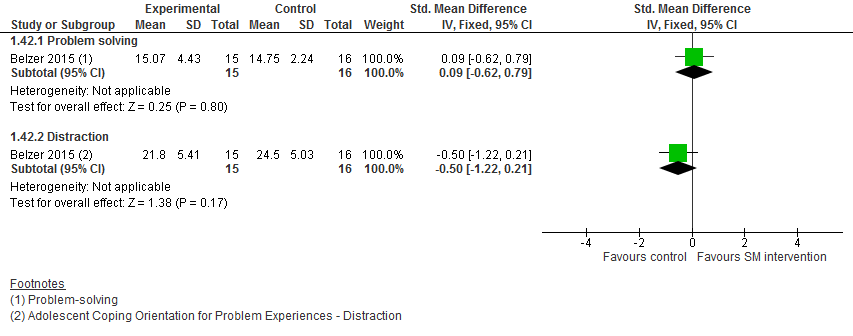 Experimental Control Std. Mean Difference Std. Mean Difference
Study or Subgroup Mean SD Total Mean SD Total Weight IV, Fixed, 95% CI IV, Fixed, 95% CI
1.42.1 Problem solving
Belzer 2015 (1) 15.07 4.43 15 14.75 2.24 16 100.0% 0.09 [-0.62, 0.79]
Subtotal (95% CI) 15 16 100.0% 0.09 [-0.62, 0.79]
Heterogeneity: Not applicable
Test for overall effect: Z = 0.25 (P = 0.80)
1.42.2 Distraction
Belzer 2015 (2) 21.8 5.41 15 24.5 5.03 16 100.0% -0.50 [-1.22, 0.21]
Subtotal (95% CI) 15 16 100.0% -0.50 [-1.22, 0.21]
Heterogeneity: Not applicable
Test for overall effect: Z = 1.38 (P = 0.17)
-4 -2 0 2 4
Favours control Favours SM intervention
Footnotes
(1) Problem-solving
(2) Adolescent Coping Orientation for Problem Experiences - Distraction